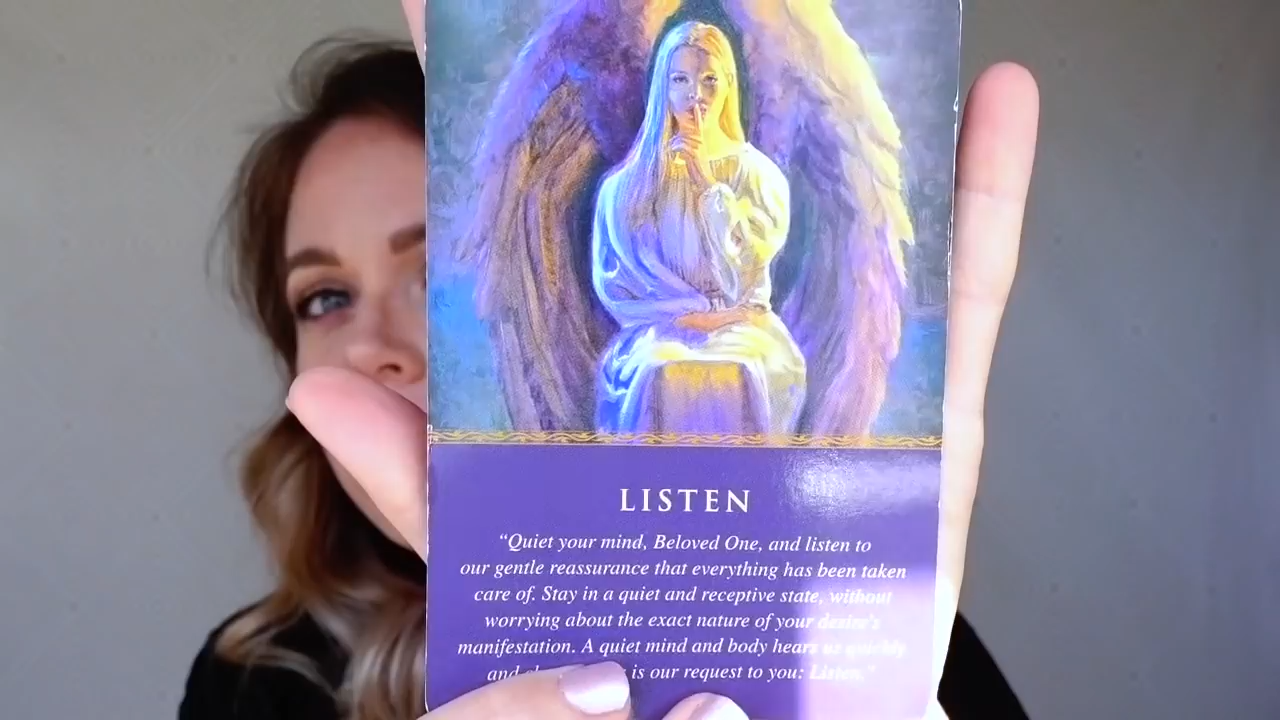 LISTEN
“Quiet your mind, Beloved One, and listen to
our gentle reassurance that everything has been taken
care of. Stay in a quiet and receptive state, without
worrying about the exact nature of your desire's
manifestation. A quiet mind and body hears us quickly
and is our request to you: Listen.”